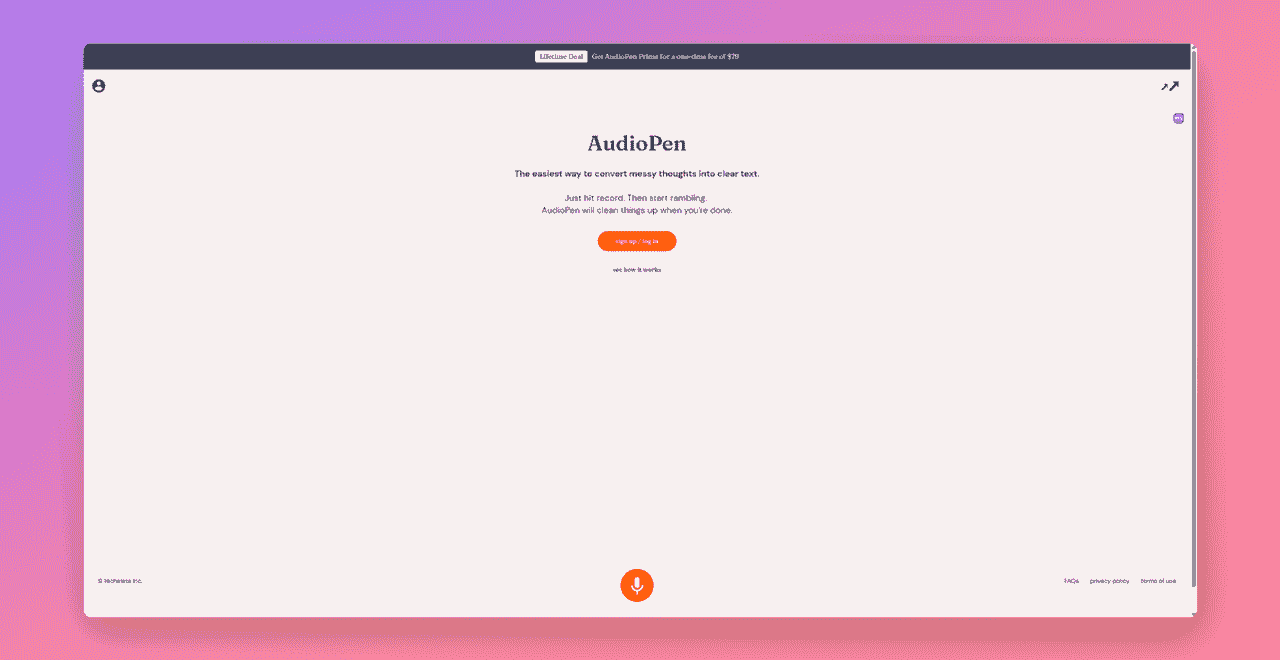 Lifetime Deal Get AudioPen Prime for a one-time fee of
AudioPen
The easiest way to convert messy thoughts into clear text.
Just hit record. Then start rambling.
AudioPen will clean things up when you're done.
sign up / log in
see how it works
© Inc.
FAQs privacy policy terms of use